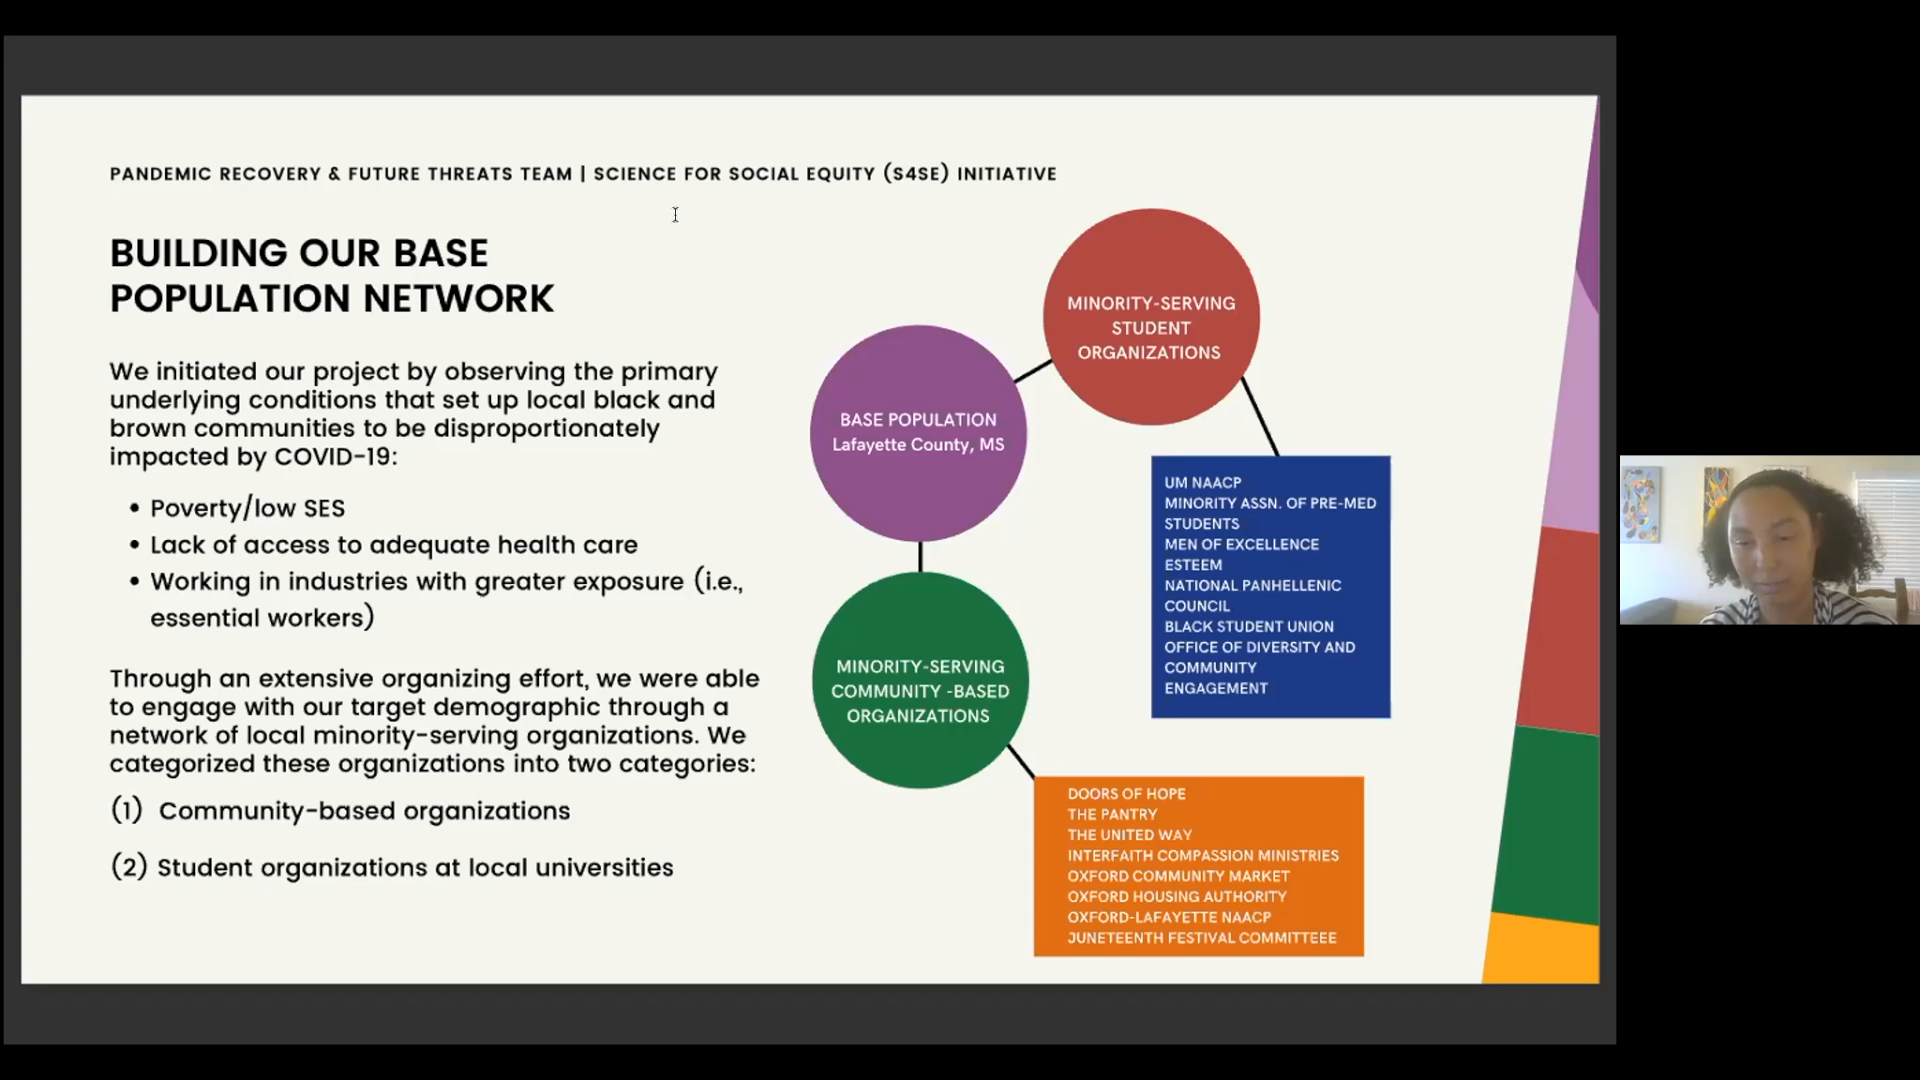 PANDEMIC RECOVERY & FUTURE THREATS TEAM | SCIENCE FOR SOCIAL EQUITY (S4SE) INITIATIVE
BUILDING OUR BASE
POPULATION NETWORK
We initiated our project by observing the primary
underlying conditions that set up local black and
brown communities to be disproportionately
impacted by COVID-19:
• Poverty/low SES
• Lack of access to adequate health care
• Working in industries with greater exposure (i.e.,
essential workers)
Through an extensive organizing effort, we were able
to engage with our target demographic through a
network of local minority-serving organizations. We
categorized these organizations into two categories:
(1) Community-based organizations
(2) Student organizations at local universities
MINORITY-SERVING
STUDENT
ORGANIZATIONS
BASE POPULATION
Lafayette County, MS
UM NAACP
MINORITY ASSN. OF PRE-MED
STUDENTS
MEN OF EXCELLENCE
ESTEEM
NATIONAL PANHELLENIC
COUNCIL
BLACK STUDENT UNION
OFFICE OF DIVERSITY AND
COMMUNITY
ENGAGEMENT
MINORITY-SERVING
COMMUNITY -BASED
ORGANIZATIONS
DOORS OF HOPE
THE PANTRY
THE UNITED WAY
INTERFAITH COMPASSION MINISTRIES
OXFORD COMMUNITY MARKET
OXFORD HOUSING AUTHORITY
OXFORD-LAFAYETTE NAACP
JUNETEENTH FESTIVAL COMMITTEEE